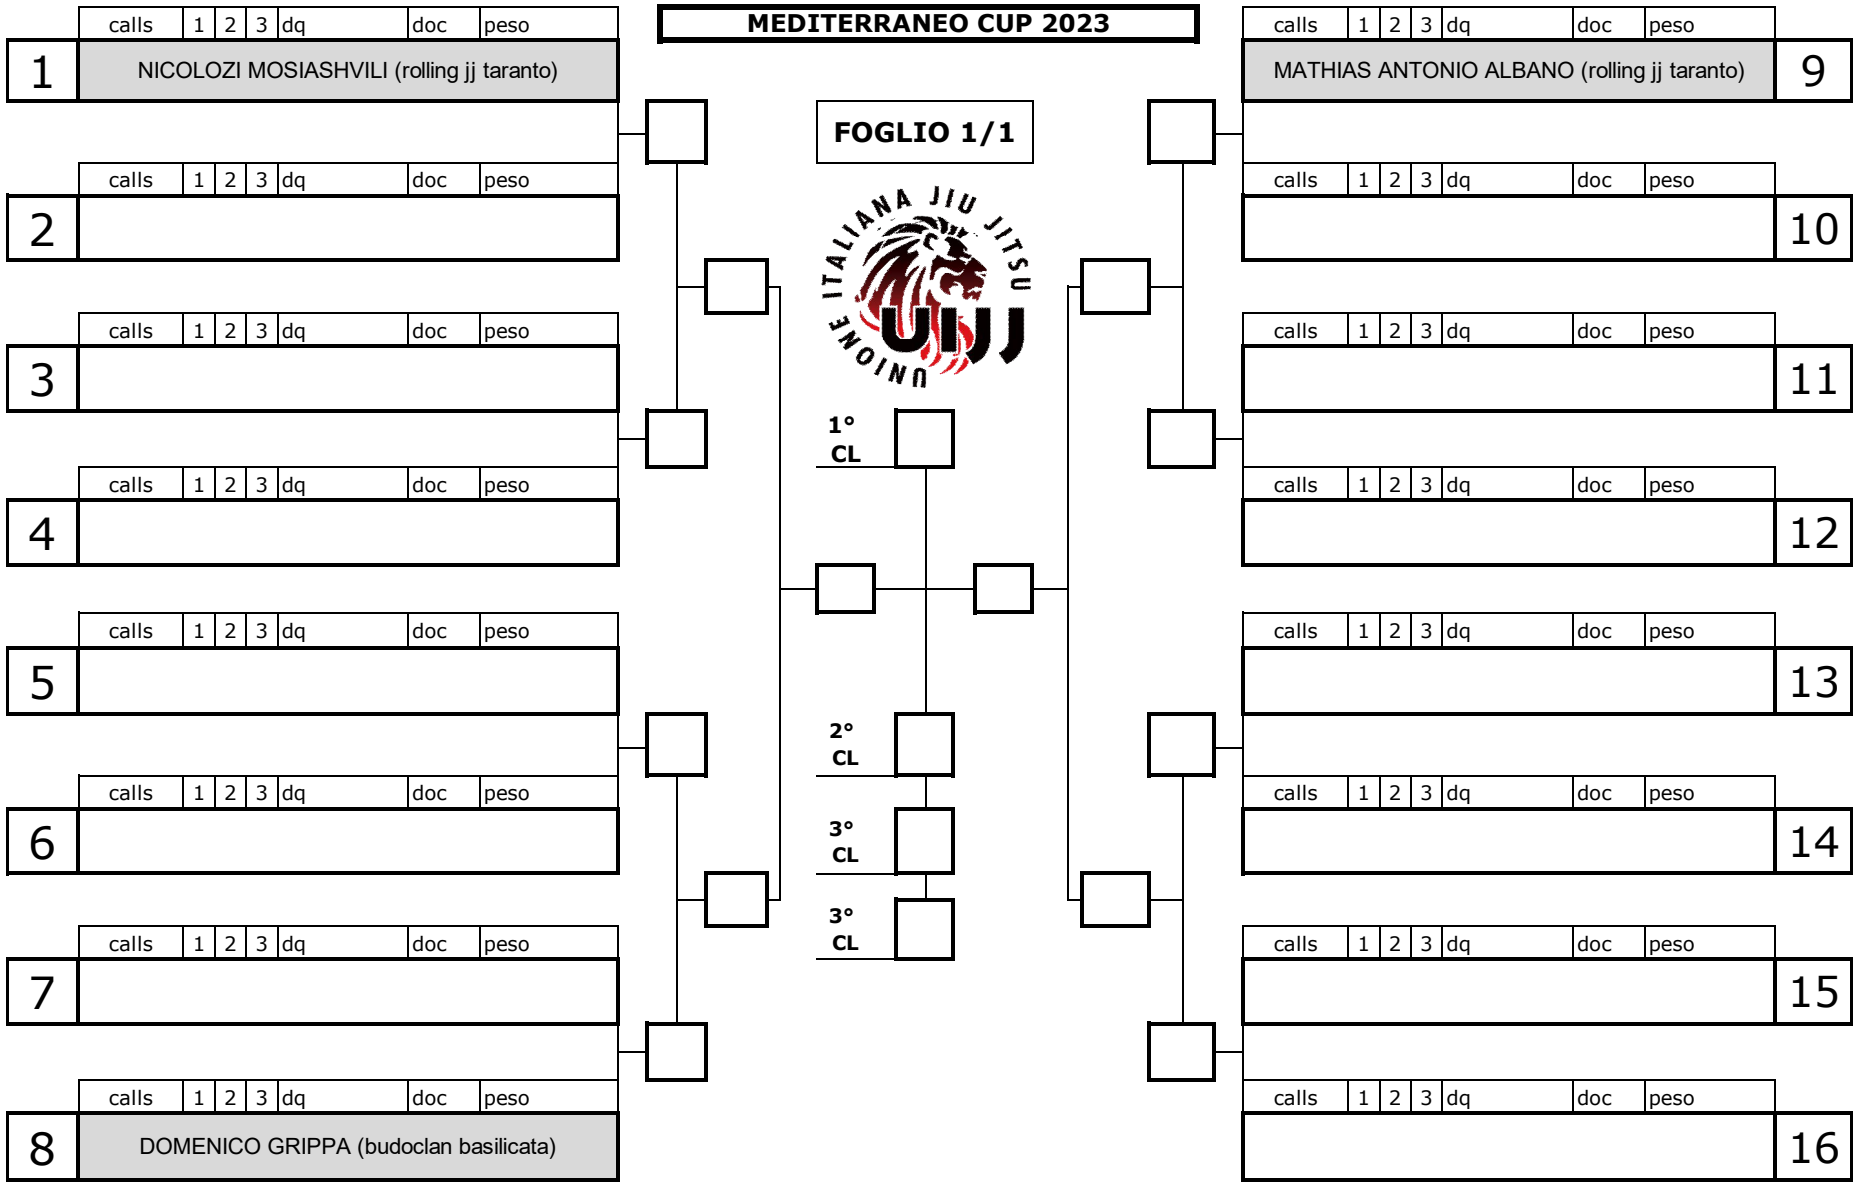 MEDITERRANEO CUP 2023
calls 1 2 3 dq doc peso
1 NICOLOZI MOSIASHVILI (rolling jj taranto)
calls 1 2 3 dq doc peso
2
calls 1 2 3 dq doc peso
3
calls 1 2 3 dq doc peso
4
calls 1 2 3 dq doc peso
5
calls 1 2 3 dq doc peso
6
calls 1 2 3 dq doc peso
7
calls 1 2 3 dq doc peso
8 DOMENICO GRIPPA (budoclan basilicata)
FOGLIO 1/1
UNIONE ITALIANA JIU JITSU
UIJJ
1°
CL
2°
CL
3°
CL
3°
CL
calls 1 2 3 dq doc peso
MATHIAS ANTONIO ALBANO (rolling jj taranto) 9
calls 1 2 3 dq doc peso
10
calls 1 2 3 dq doc peso
11
calls 1 2 3 dq doc peso
12
calls 1 2 3 dq doc peso
13
calls 1 2 3 dq doc peso
14
calls 1 2 3 dq doc peso
15
calls 1 2 3 dq doc peso
16